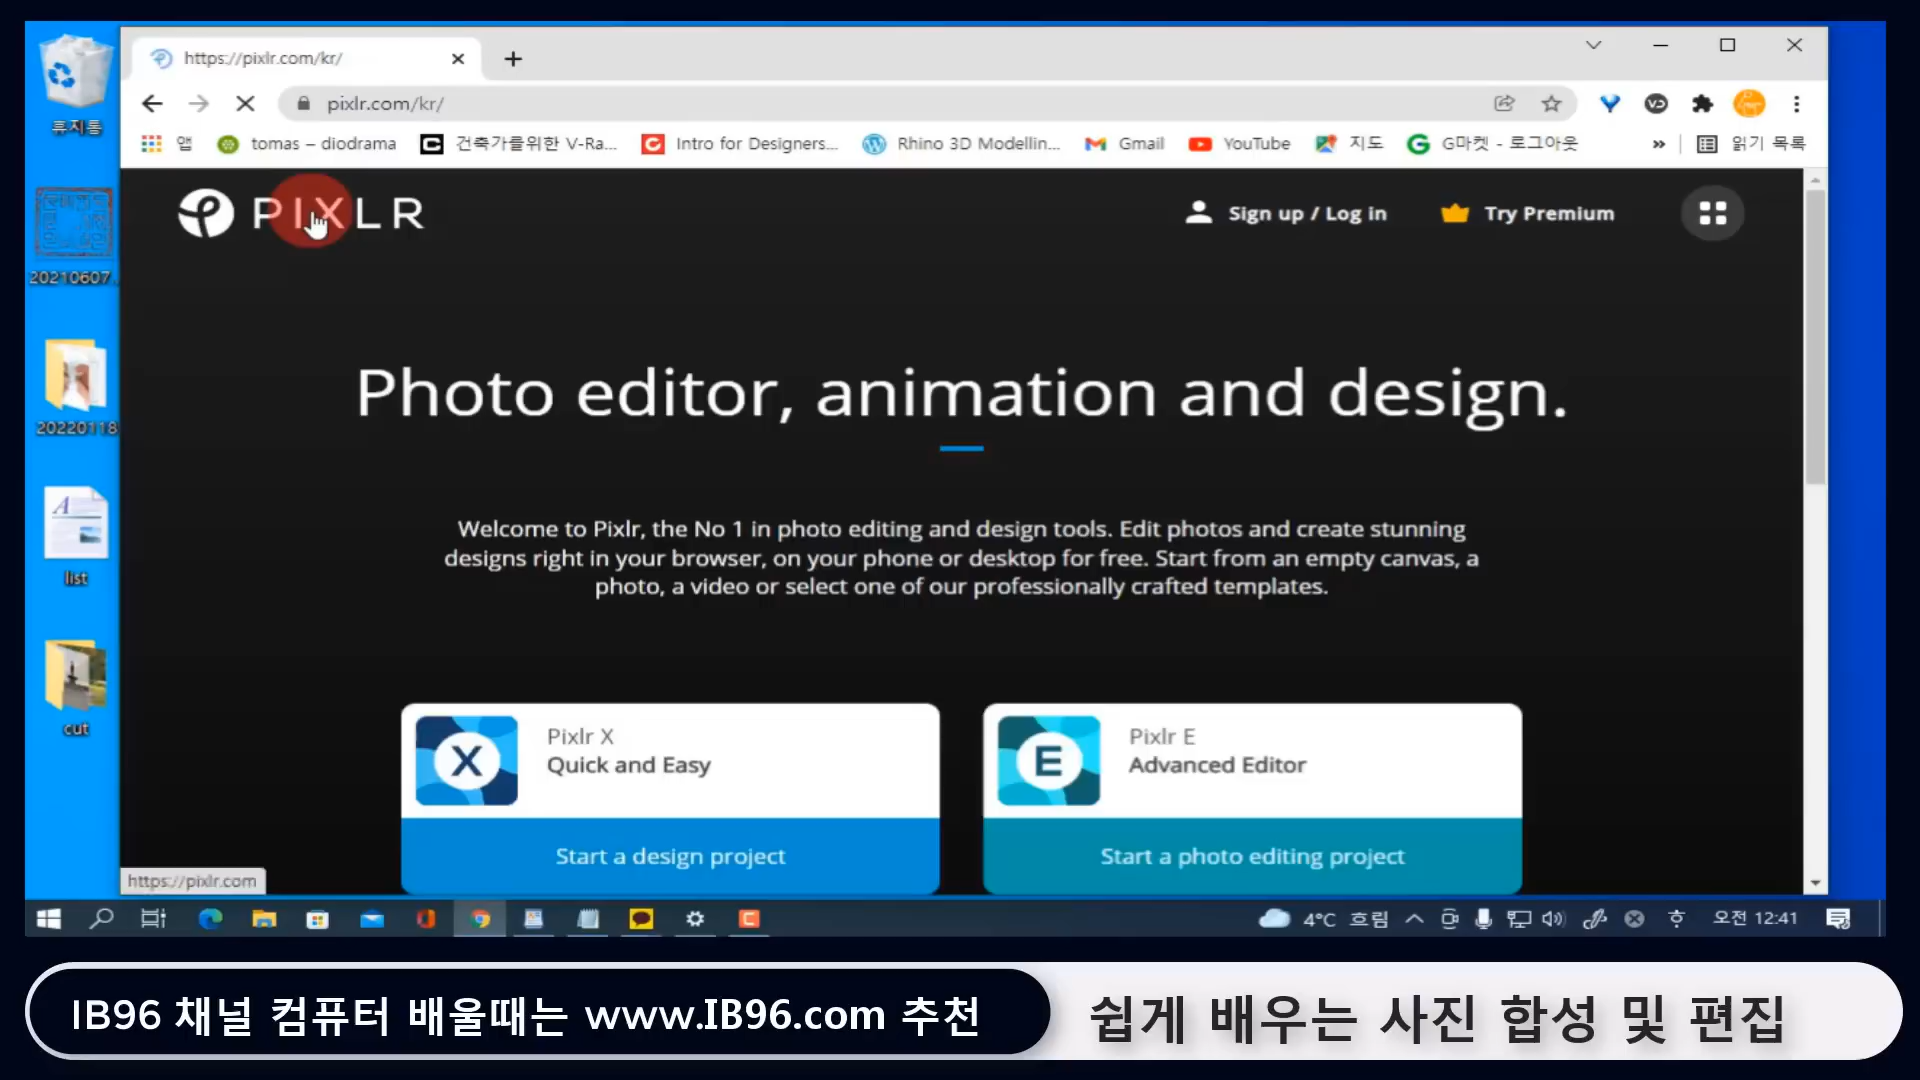 https://pixlr.com/kr/
pixlr.com/kr/
앱
tomas – diodrama
건축가를위한 V-Ra...
Intro for Designers...
Rhino 3D Modellin...
Gmail
YouTube
지도
G마켓 - 로그아웃
»
읽기 목록
휴지통
20210607..
20220118
list
cut
PIXLR
Sign up / Log in
Try Premium
Photo editor, animation and design.
Welcome to Pixlr, the No 1 in photo editing and design tools. Edit photos and create stunning
designs right in your browser, on your phone or desktop for free. Start from an empty canvas, a
photo, a video or select one of our professionally crafted templates.
X
Pixlr X
Quick and Easy
Start a design project
E
Pixlr E
Advanced Editor
Start a photo editing project
https://pixlr.com
4°C 흐림
오전 12:41
IB96 채널 컴퓨터 배울때는 www.IB96.com 추천
쉽게 배우는 사진 합성 및 편집